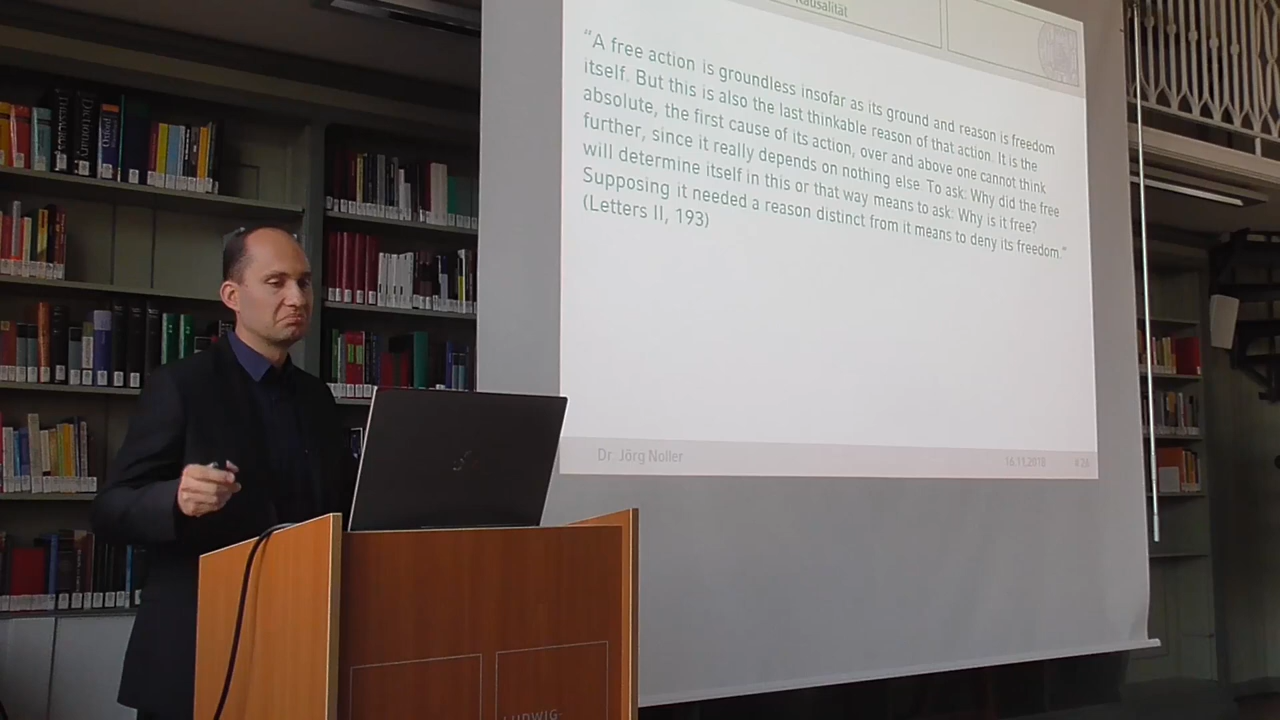 Kausalität
“A free action is groundless insofar as its ground and reason is freedom
itself. But this is also the last thinkable reason of that action. It is the
absolute, the first cause of its action, over and above one cannot think
further, since it really depends on nothing else. To ask: Why did the free
will determine itself in this or that way means to ask: Why is it free?
Supposing it needed a reason distinct from it means to deny its freedom.”
(Letters II, 193)
Dr. Jörg Noller
16.11.2018
#28
Dictionary
Oxford
LUDWIG-